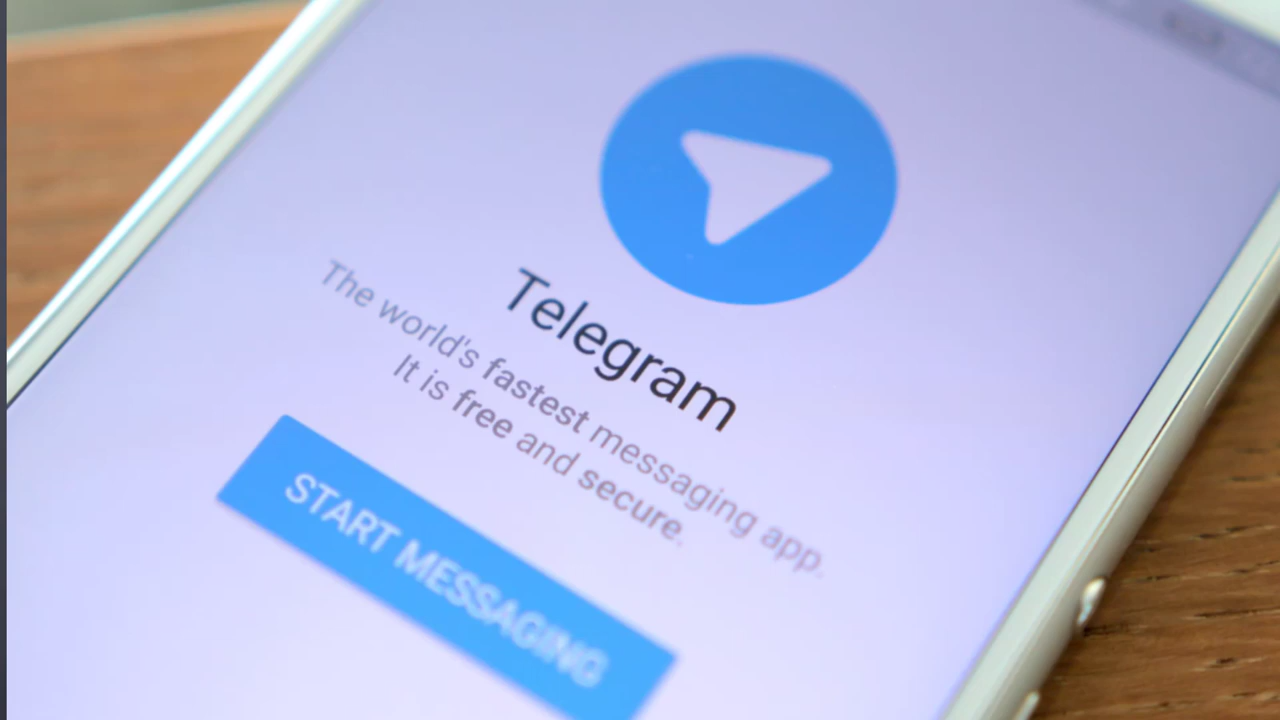 Telegram
The world's fastest messaging app.
It is free and secure.
START MESSAGING